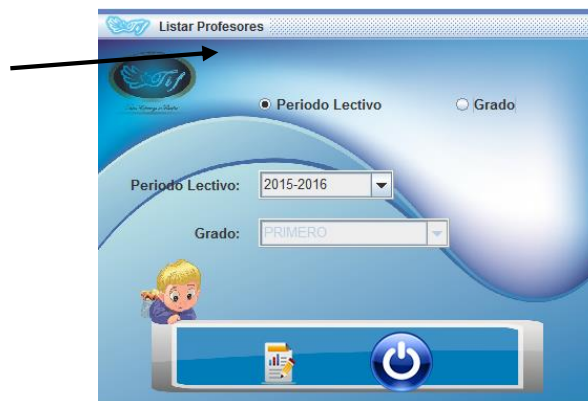 Listar Profesores
Periodo Lectivo Grado
Periodo Lectivo: 2015-2016
Grado: PRIMERO